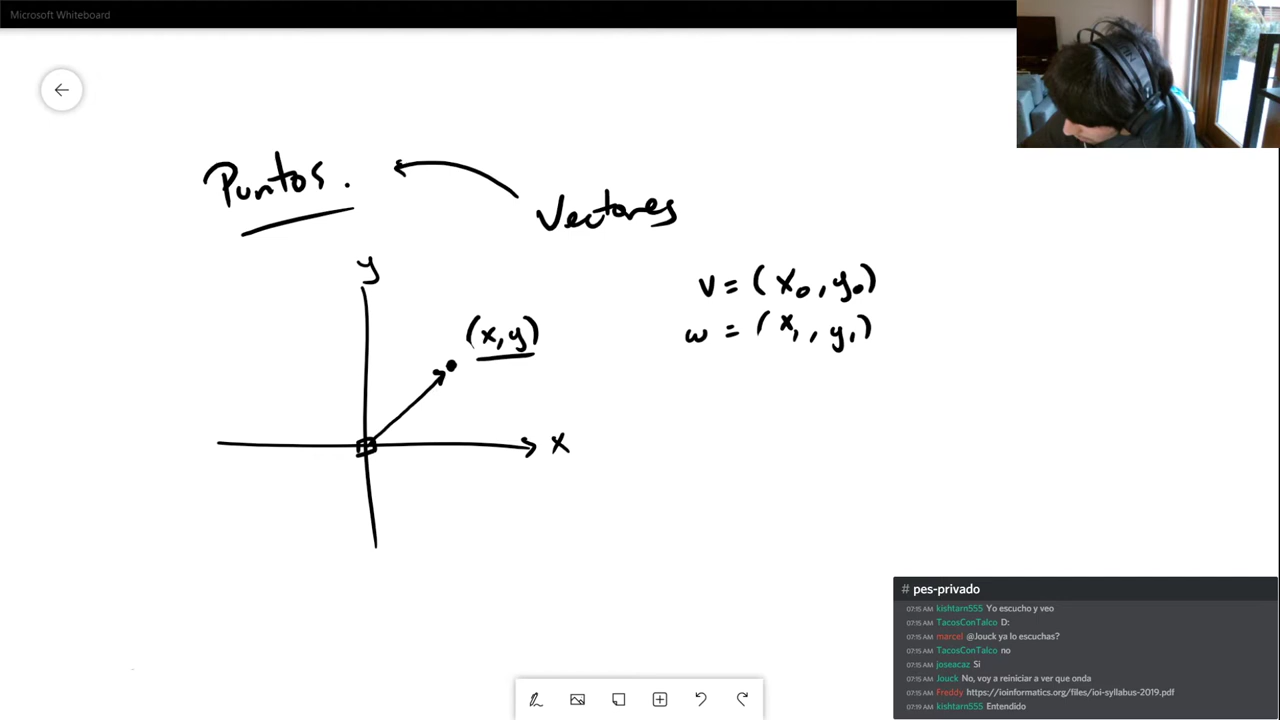 Microsoft Whiteboard
Puntos.
Vectores
y
v = (x₀, y₀)
(x, y)
w = (x₁, y₁)
x
# pes-privado
07:15 AM kishtarn555 Yo escucho y veo
07:15 AM TacosConTalco D:
07:15 AM marcel @Jouck ya lo escuchas?
07:15 AM TacosConTalco no
07:15 AM joseacaz Si
07:15 AM Jouck No, voy a reiniciar a ver que onda
07:15 AM Freddy https://ioinformatics.org/files/ioi-syllabus-2019.pdf
07:19 AM kishtarn555 Entendido